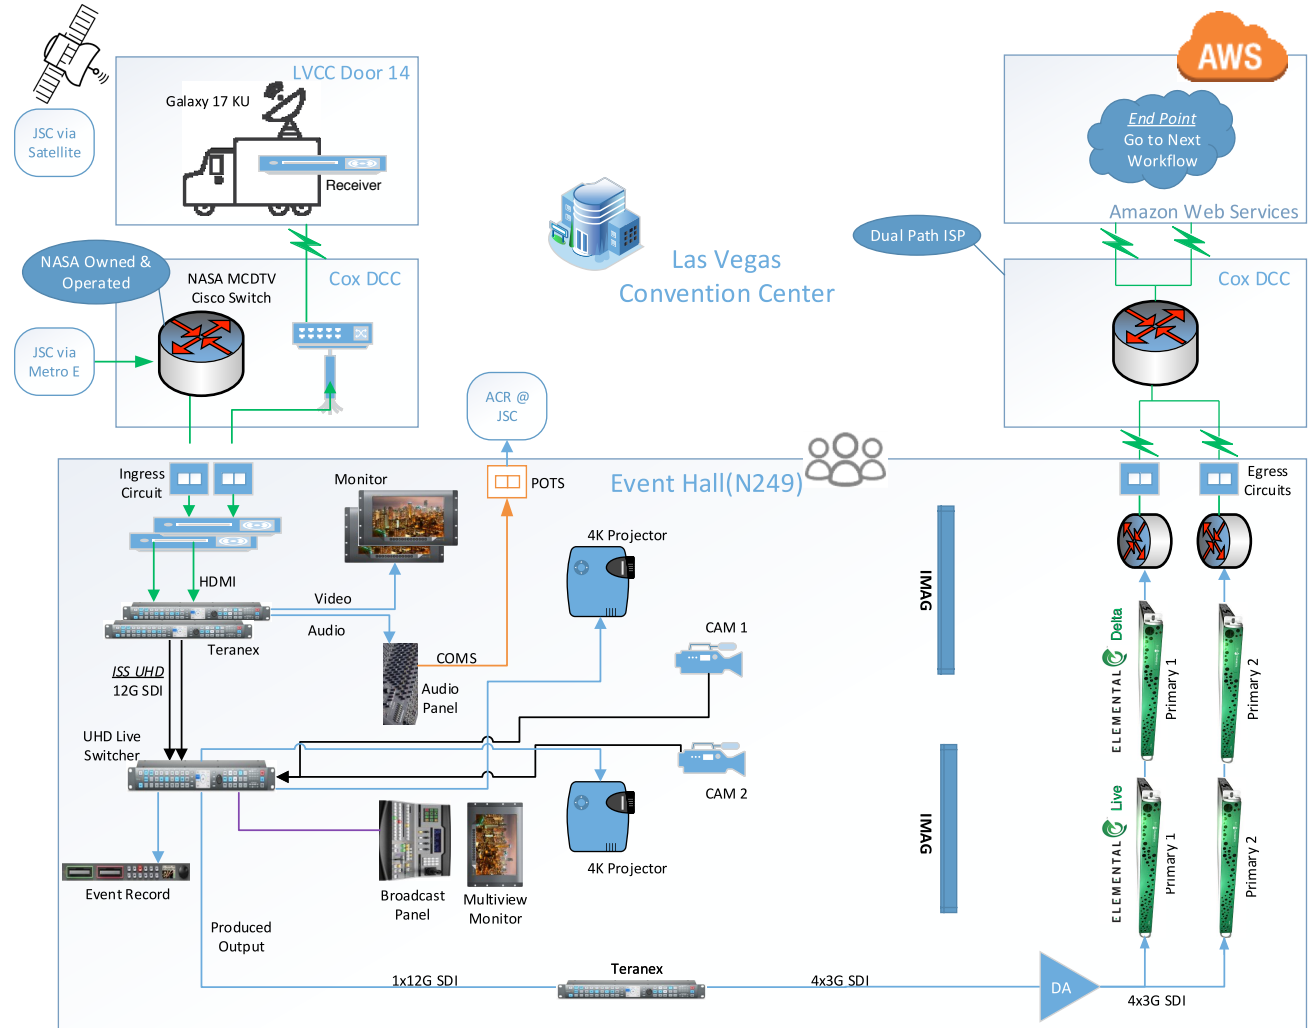 LVCC Door 14
Galaxy 17 KU
Receiver
JSC via
Satellite
AWS
End Point
Go to Next
Workflow
Amazon Web Services
Dual Path ISP
Cox DCC
Las Vegas
Convention Center
NASA Owned &
Operated
NASA MCDTV
Cisco Switch
Cox DCC
JSC via
Metro E
ACR @
JSC
POTS
Event Hall(N249)
Ingress
Circuit
Monitor
Egress
Circuits
4K Projector
HDMI
Video
Audio
Teranex
COMS
Audio
Panel
ISS UHD
12G SDI
CAM 1
IMAG
ELEMENTAL Delta
Primary 1
Primary 2
UHD Live
Switcher
CAM 2
IMAG
4K Projector
ELEMENTAL Live
Primary 1
Primary 2
Event Record
Broadcast
Panel
Multiview
Monitor
Produced
Output
1x12G SDI
Teranex
4x3G SDI
DA
4x3G SDI